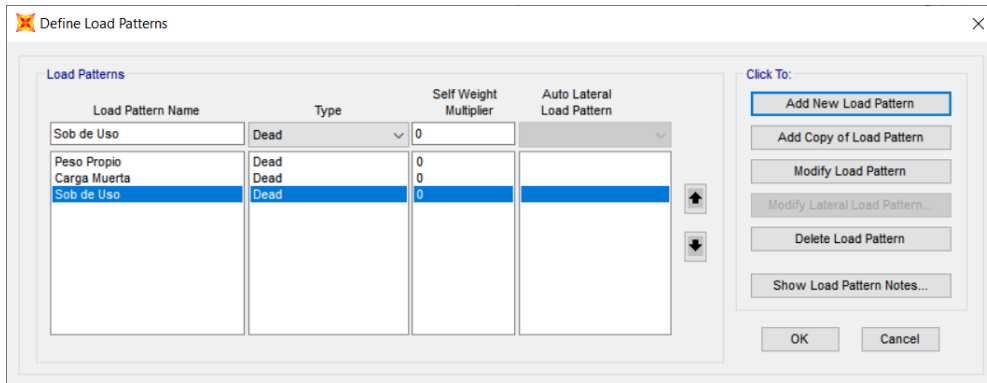 Define Load Patterns
Load Patterns
Click To:
Load Pattern Name
Type
Self Weight
Multiplier
Auto Lateral
Load Pattern
Sob de Uso Dead 0
Peso Propio Dead 0
Carga Muerta Dead 0
Sob de Uso Dead 0
Add New Load Pattern
Add Copy of Load Pattern
Modify Load Pattern
Modify Lateral Load Pattern...
Delete Load Pattern
Show Load Pattern Notes...
OK
Cancel